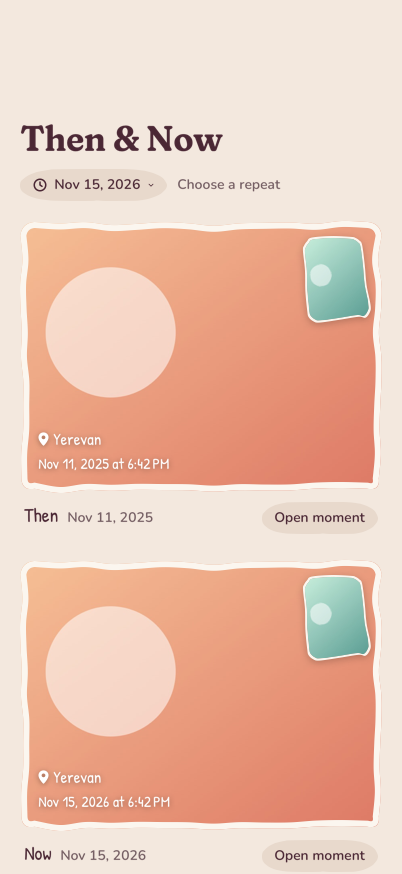 Then & Now
Nov 15, 2026 Choose a repeat
Yerevan
Nov 11, 2025 at 6:42 PM
Then Nov 11, 2025 Open moment
Yerevan
Nov 15, 2026 at 6:42 PM
Now Nov 15, 2026 Open moment